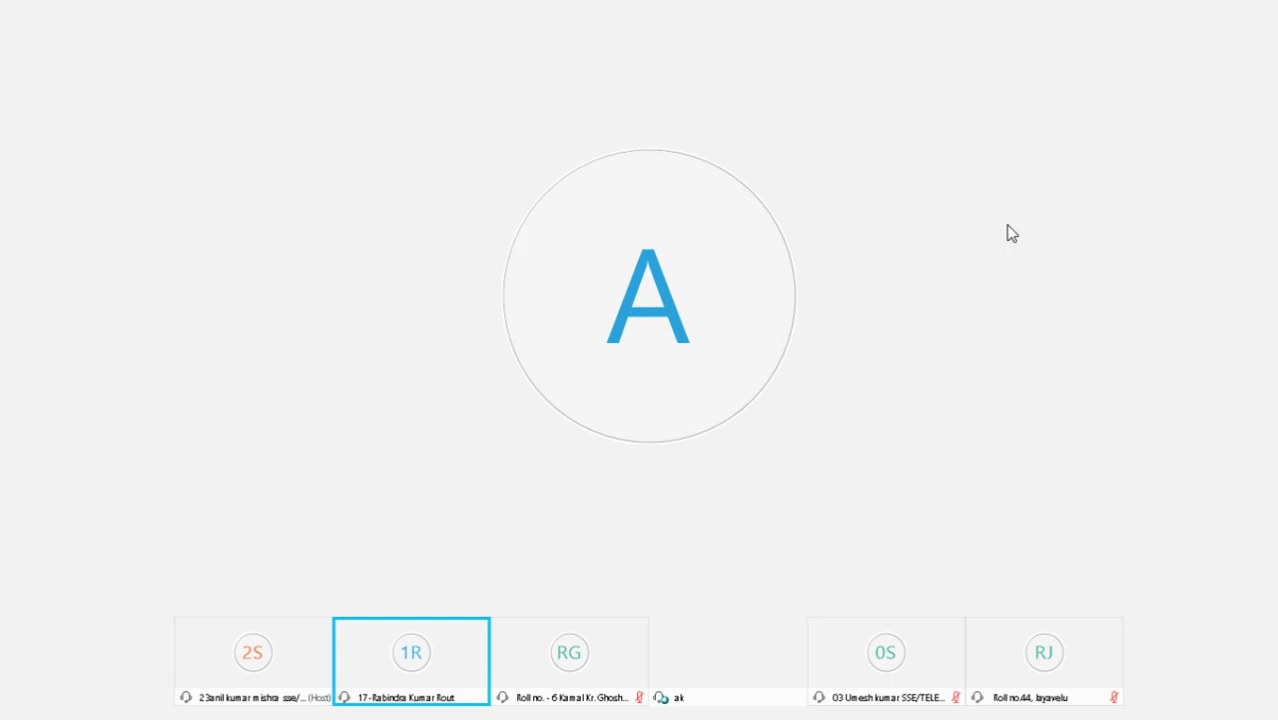 A
2S
1R
RG
0S
RJ
23anil kumar mishra sse/... (Host)
17-Rabindra Kumar Rout
Roll no. - 6 Kamal Kr. Ghosh...
ak
03 Umesh kumar SSE/TELE...
Roll no.44, Jayavelu